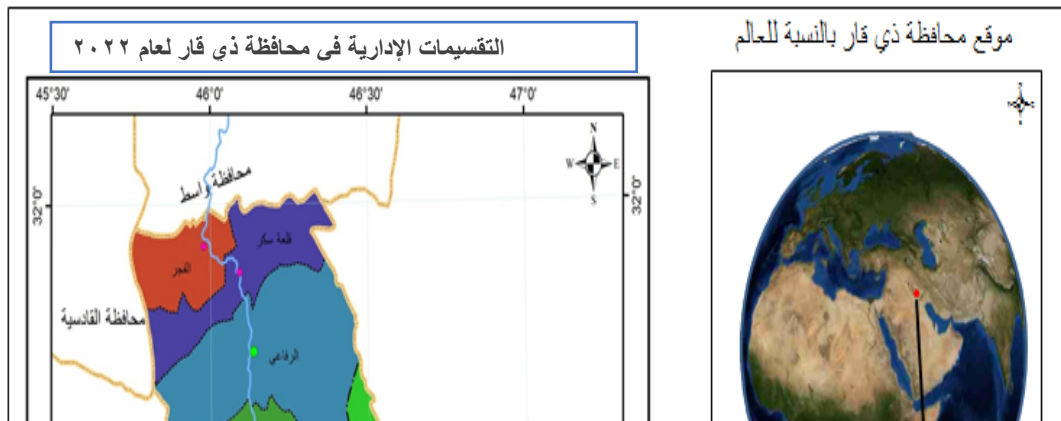 موقع محافظة ذي قار بالنسبة للعالم
التقسيمات الإدارية في محافظة ذي قار لعام ٢٠٢٢
45°30'
46°0'
46°30'
47°0'
N
W
E
S
32°0'
32°0'
محافظة واسط
قلعة سكر
الفجر
محافظة القادسية
الرفاعي